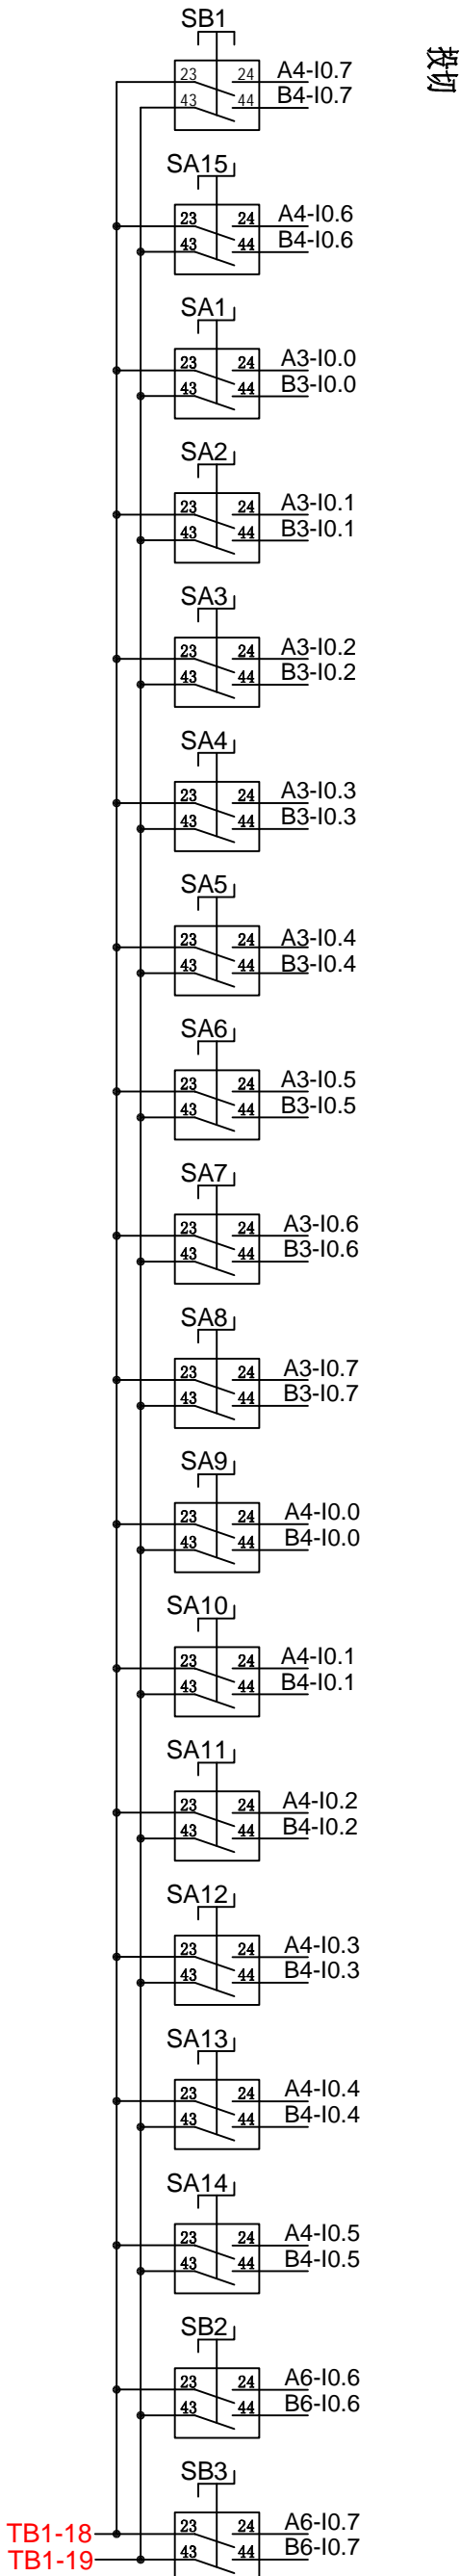 SB1
投切
23 24 A4-I0.7
43 44 B4-I0.7
SA15
23 24 A4-I0.6
43 44 B4-I0.6
SA1
23 24 A3-I0.0
43 44 B3-I0.0
SA2
23 24 A3-I0.1
43 44 B3-I0.1
SA3
23 24 A3-I0.2
43 44 B3-I0.2
SA4
23 24 A3-I0.3
43 44 B3-I0.3
SA5
23 24 A3-I0.4
43 44 B3-I0.4
SA6
23 24 A3-I0.5
43 44 B3-I0.5
SA7
23 24 A3-I0.6
43 44 B3-I0.6
SA8
23 24 A3-I0.7
43 44 B3-I0.7
SA9
23 24 A4-I0.0
43 44 B4-I0.0
SA10
23 24 A4-I0.1
43 44 B4-I0.1
SA11
23 24 A4-I0.2
43 44 B4-I0.2
SA12
23 24 A4-I0.3
43 44 B4-I0.3
SA13
23 24 A4-I0.4
43 44 B4-I0.4
SA14
23 24 A4-I0.5
43 44 B4-I0.5
SB2
23 24 A6-I0.6
43 44 B6-I0.6
SB3
TB1-18 23 24 A6-I0.7
TB1-19 43 44 B6-I0.7